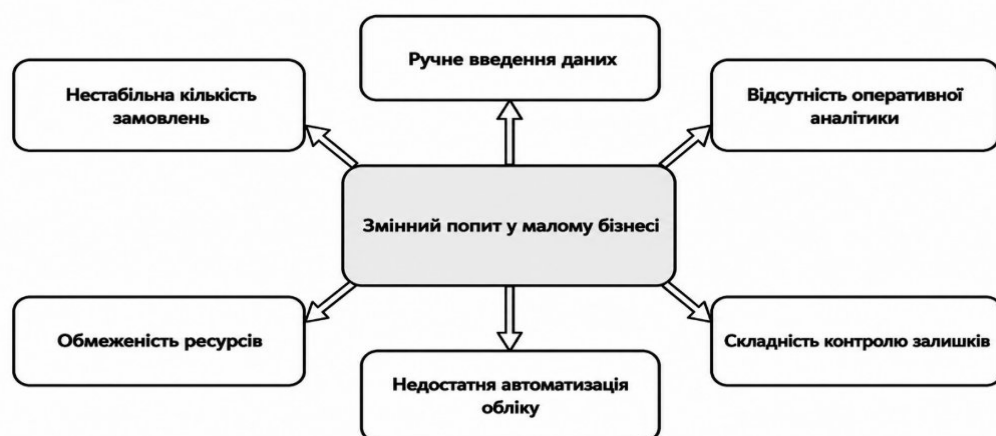 Ручне введення даних
Нестабільна кількість
замовлень
Відсутність оперативної
аналітики
Змінний попит у малому бізнесі
Обмеженість ресурсів
Складність контролю залишків
Недостатня автоматизація
обліку